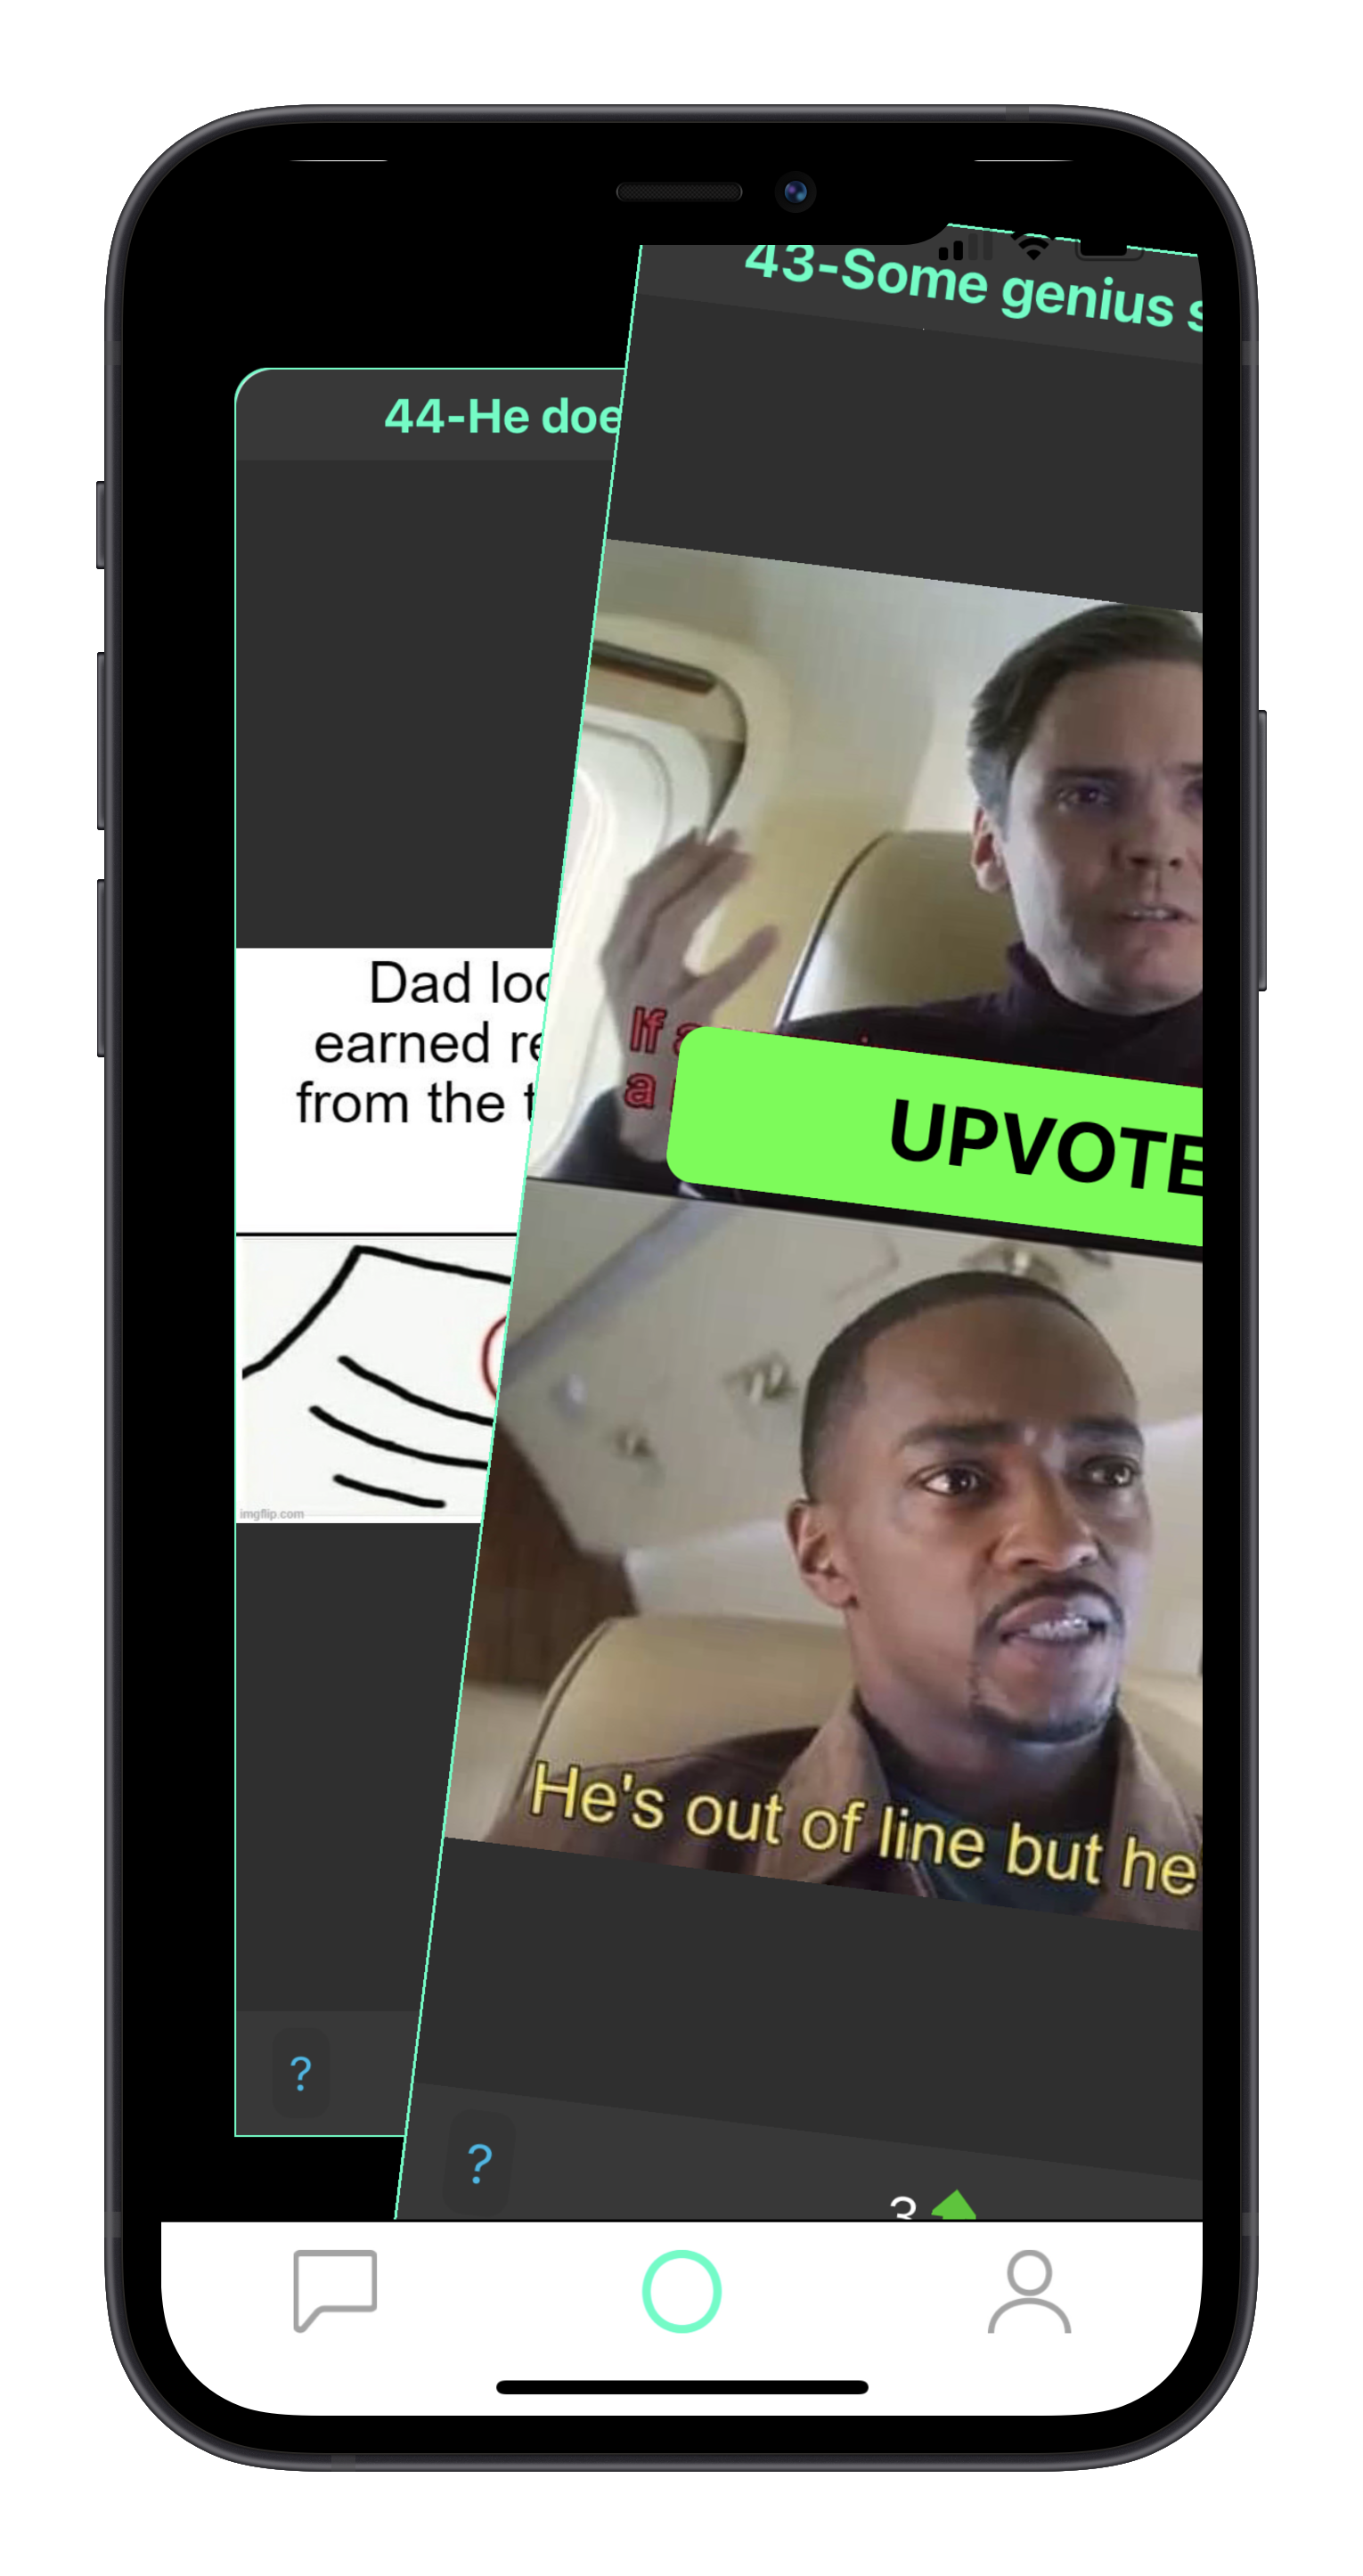 43-Some genius s
44-He doe
Dad loo
earned re
from the t
If a
a
UPVOTE
He's out of line but he
imgflip.com
?
?
3